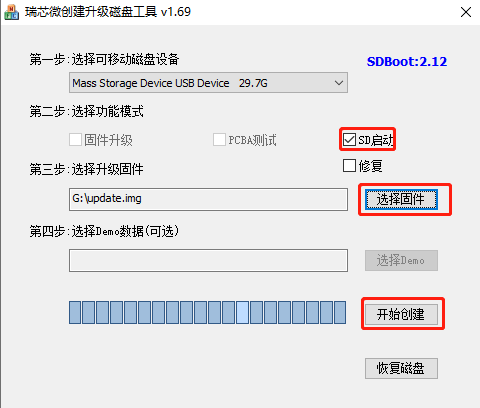 瑞芯微创建升级磁盘工具 v1.69
第一步:选择可移动磁盘设备
SDBoot:2.12
Mass Storage Device USB Device 29.7G
第二步:选择功能模式
固件升级 PCBA测试 SD启动
第三步:选择升级固件 修复
G:\update.img 选择固件
第四步:选择Demo数据(可选)
选择Demo
开始创建
恢复磁盘